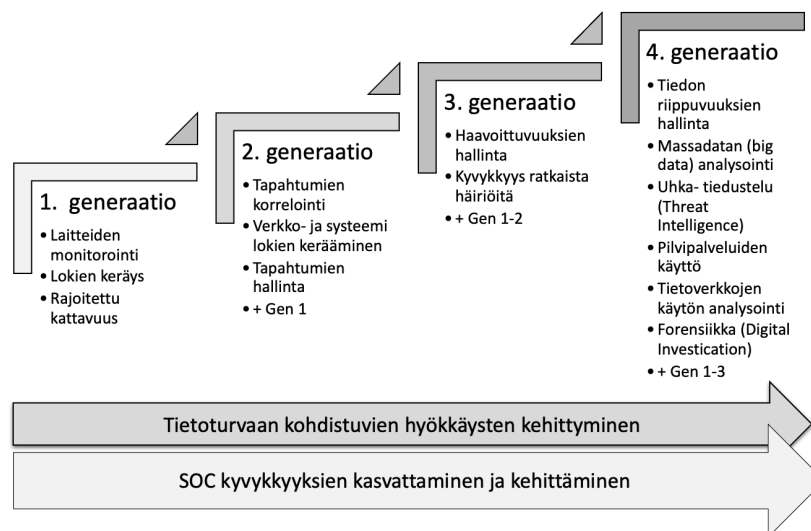 1. generaatio
• Laitteiden
monitorointi
• Lokien keräys
• Rajoitettu
kattavuus
2. generaatio
• Tapahtumien
korrelointi
• Verkko- ja systeemi
lokien kerääminen
• Tapahtumien
hallinta
• + Gen 1
3. generaatio
• Haavoittuvuuksien
hallinta
• Kyvykkyys ratkaista
häiriöitä
• + Gen 1-2
4. generaatio
• Tiedon
riippuvuuksien
hallinta
• Massadatan (big
data) analysointi
• Uhka- tiedustelu
(Threat
Intelligence)
• Pilvipalveluiden
käyttö
• Tietoverkkojen
käytön analysointi
• Forensiikka (Digital
Investication)
• + Gen 1-3
Tietoturvaan kohdistuvien hyökkäysten kehittyminen
SOC kyvykkyyksien kasvattaminen ja kehittäminen